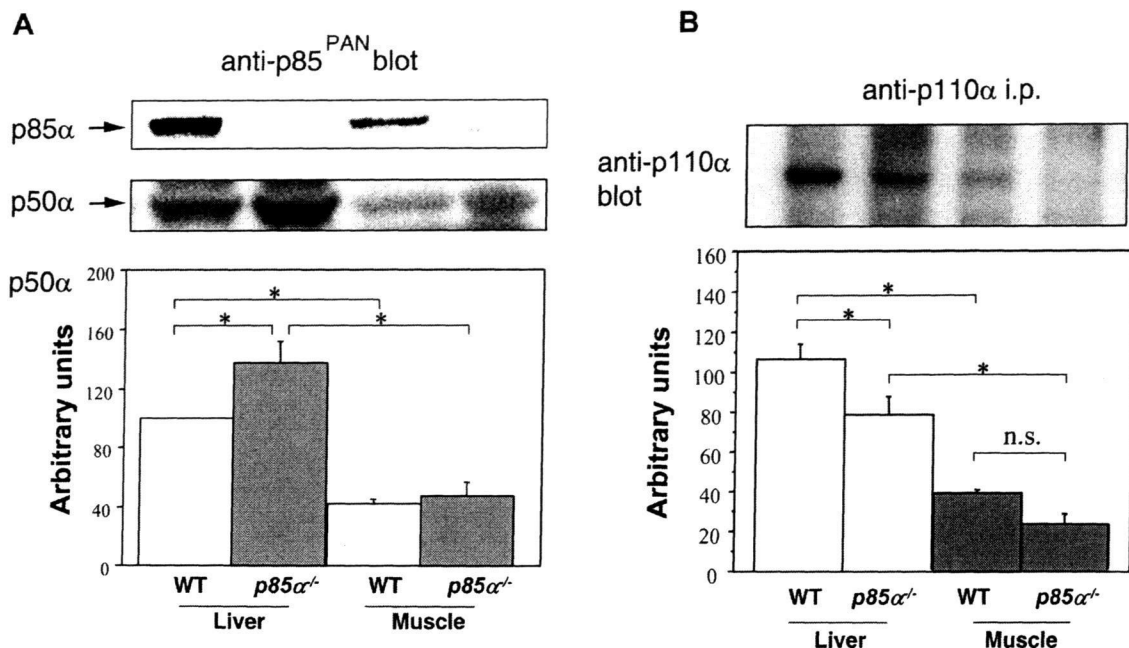 A
anti-p85 PAN blot
p85α
p50α
p50α
Arbitrary units
200
160
120
80
40
0
*
*
*
WT p85α-/- WT p85α-/-
Liver Muscle
B
anti-p110α i.p.
anti-p110α
blot
Arbitrary units
160
140
120
100
80
60
40
20
0
*
*
*
n.s.
WT p85α-/- WT p85α-/-
Liver Muscle